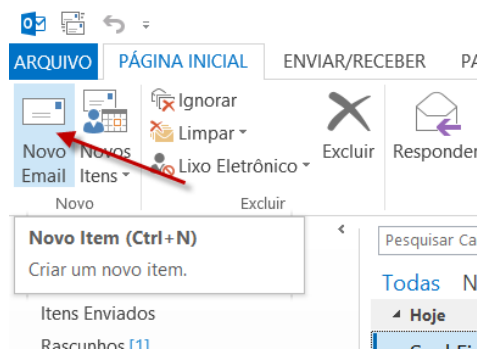 ARQUIVO PÁGINA INICIAL ENVIAR/RECEBER
Novo Email
Novos Itens
Ignorar
Limpar
Lixo Eletrônico
Excluir
Responder
Novo
Excluir
Novo Item (Ctrl+N)
Criar um novo item.
Pesquisar Ca
Todas N
Hoje
Itens Enviados
Rascunhos [1]